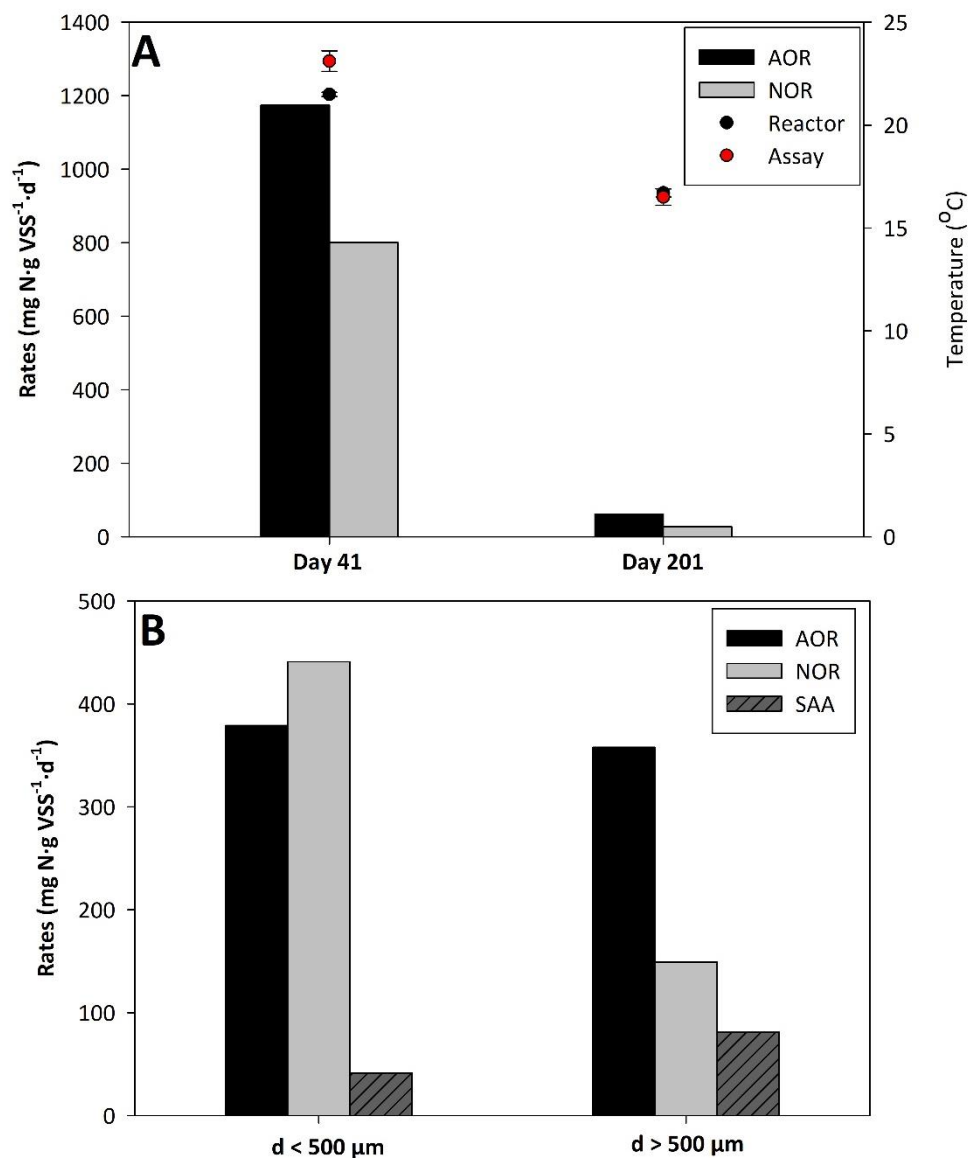 A
1400
1200
1000
800
600
400
200
0
Rates (mg N·g VSS⁻¹·d⁻¹)
25
20
15
10
5
0
Temperature (°C)
AOR
NOR
Reactor
Assay
Day 41
Day 201
B
500
400
300
200
100
0
Rates (mg N·g VSS⁻¹·d⁻¹)
AOR
NOR
SAA
d < 500 µm
d > 500 µm